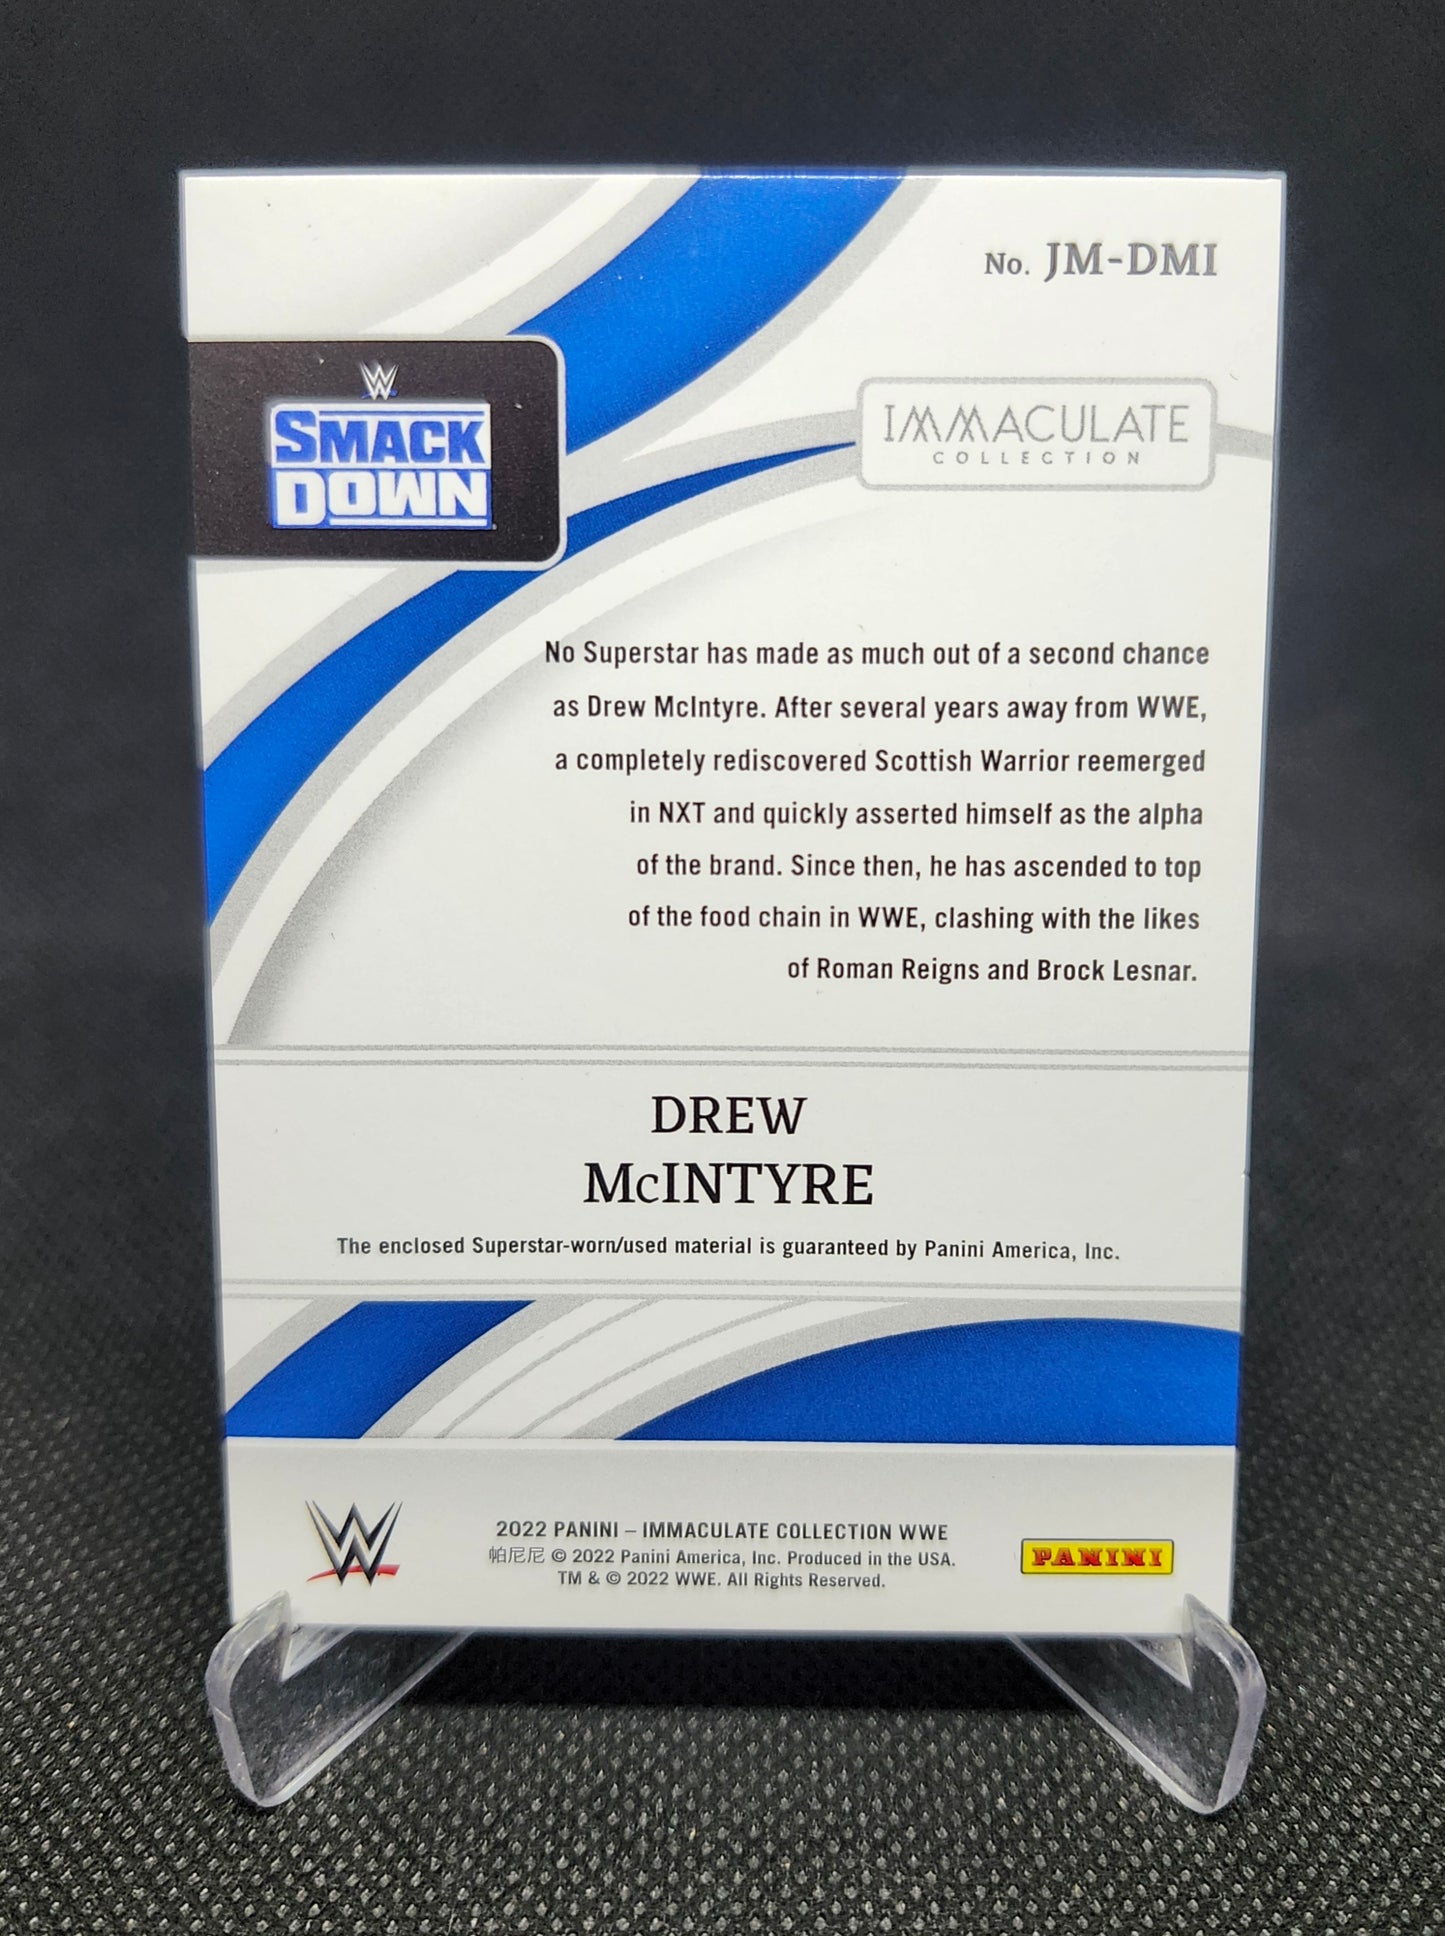 No. JM-DMI
W
SMACK
DOWN
IMMACULATE
COLLECTION
No Superstar has made as much out of a second chance
as Drew McIntyre. After several years away from WWE,
a completely rediscovered Scottish Warrior reemerged
in NXT and quickly asserted himself as the alpha
of the brand. Since then, he has ascended to top
of the food chain in WWE, clashing with the likes
of Roman Reigns and Brock Lesnar.
DREW
McINTYRE
The enclosed Superstar-worn/used material is guaranteed by Panini America, Inc.
W
2022 PANINI – IMMACULATE COLLECTION WWE
帕尼尼 © 2022 Panini America, Inc. Produced in the USA.
TM & © 2022 WWE. All Rights Reserved.
PANINI